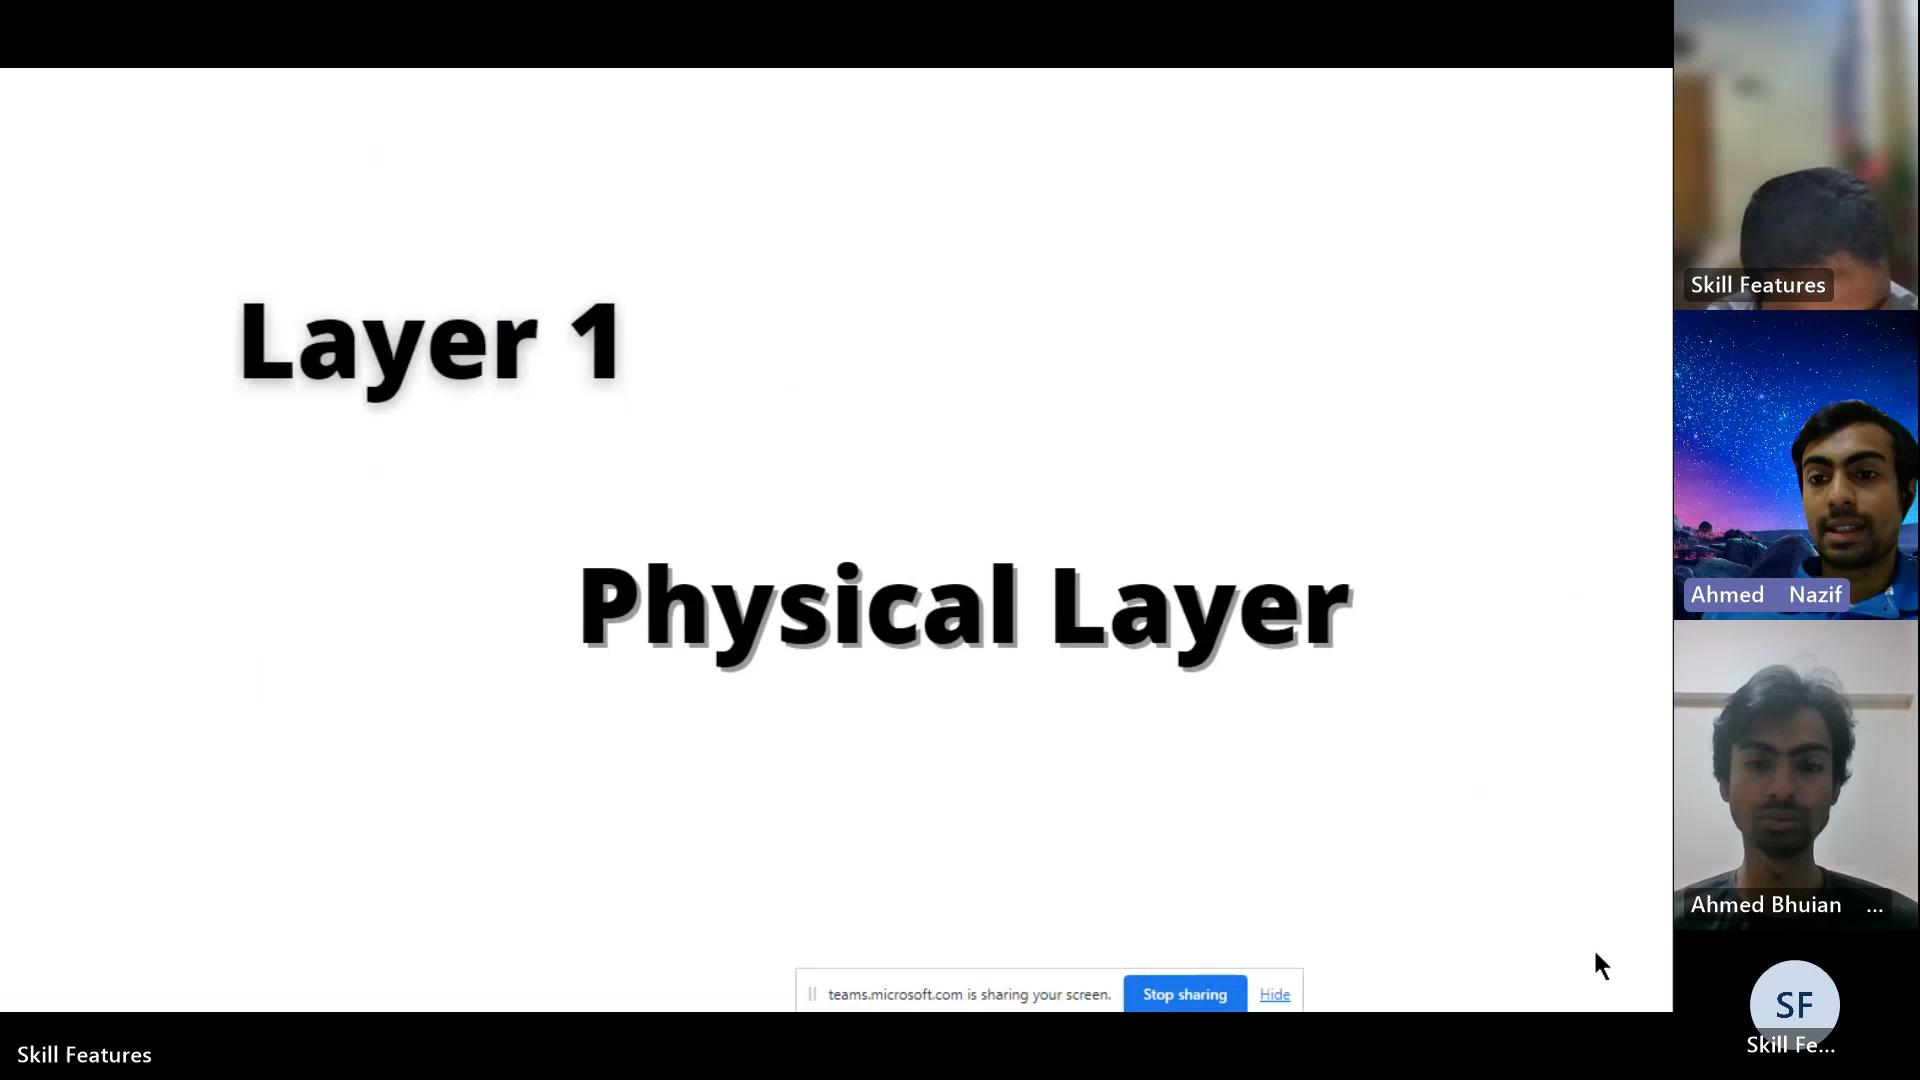 Layer 1
Physical Layer
teams.microsoft.com is sharing your screen. Stop sharing Hide
Skill Features
Skill Features
Ahmed Nazif
Ahmed Bhuian ...
SF
Skill Fe...